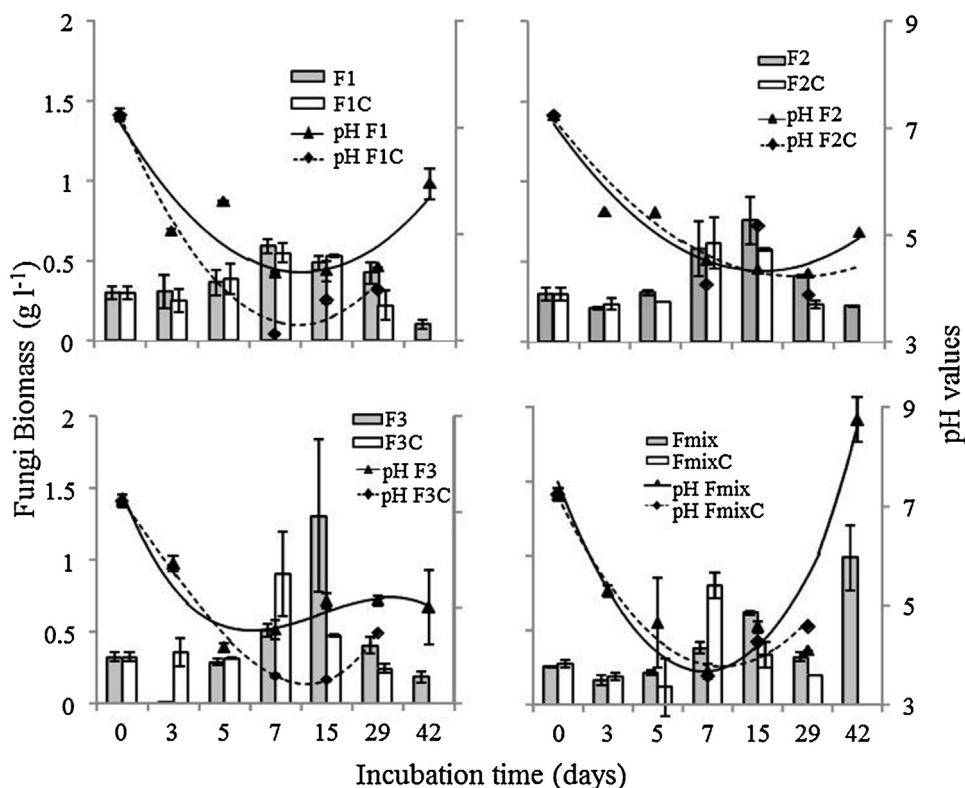 2
1.5
1
0.5
0
F1
F1C
pH F1
pH F1C
F2
F2C
pH F2
pH F2C
9
7
5
3
Fungi Biomass (g l-1)
pH values
2
1.5
1
0.5
0
F3
F3C
pH F3
pH F3C
Fmix
FmixC
pH Fmix
pH FmixC
9
7
5
3
0 3 5 7 15 29 42
0 3 5 7 15 29 42
Incubation time (days)